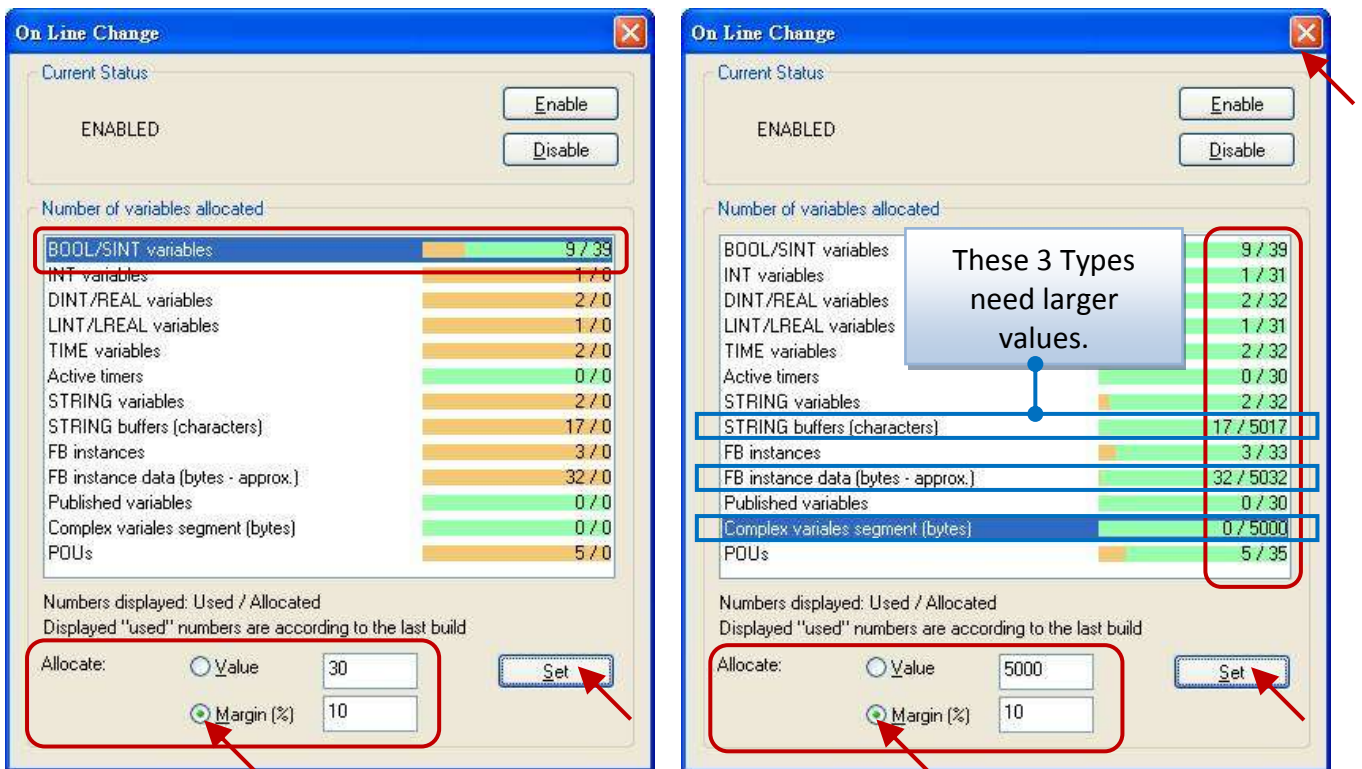 On Line Change
Current Status
Enable
ENABLED
Disable
Number of variables allocated
BOOL/SINT variables 9 / 39
INT variables 1 / 0
DINT/REAL variables 2 / 0
LINT/LREAL variables 1 / 0
TIME variables 2 / 0
Active timers 0 / 0
STRING variables 2 / 0
STRING buffers (characters) 17 / 0
FB instances 3 / 0
FB instance data (bytes - approx.) 32 / 0
Published variables 0 / 0
Complex variales segment (bytes) 0 / 0
POUs 5 / 0
Numbers displayed: Used / Allocated
Displayed "used" numbers are according to the last build
Allocate: Value 30 Set
Margin (%) 10
On Line Change
Current Status
Enable
ENABLED
Disable
Number of variables allocated
BOOL/SINT variables 9 / 39
INT variables 1 / 31
DINT/REAL variables 2 / 32
LINT/LREAL variables 1 / 31
TIME variables 2 / 32
Active timers 0 / 30
STRING variables 2 / 32
STRING buffers (characters) 17 / 5017
FB instances 3 / 33
FB instance data (bytes - approx.) 32 / 5032
Published variables 0 / 30
Complex variales segment (bytes) 0 / 5000
POUs 5 / 35
These 3 Types
need larger
values.
Numbers displayed: Used / Allocated
Displayed "used" numbers are according to the last build
Allocate: Value 5000 Set
Margin (%) 10